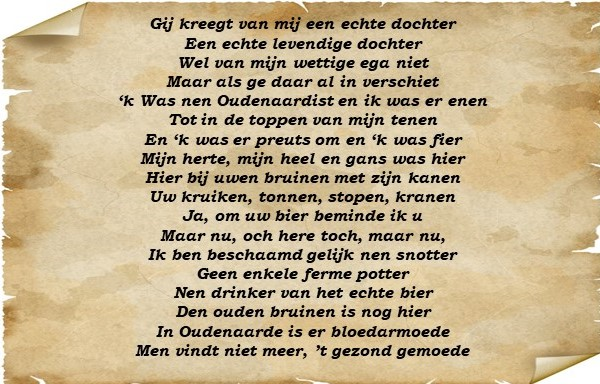 Gij kreegt van mij een echte dochter
Een echte levendige dochter
Wel van mijn wettige ega niet
Maar als ge daar al in verschiet
‘k Was nen Oudenaardist en ik was er enen
Tot in de toppen van mijn tenen
En ‘k was er preuts om en ‘k was fier
Mijn herte, mijn heel en gans was hier
Hier bij uwen bruinen met zijn kanen
Uw kruiken, tonnen, stopen, kranen
Ja, om uw bier beminde ik u
Maar nu, och here toch, maar nu,
Ik ben beschaamd gelijk nen snotter
Geen enkele ferme potter
Nen drinker van het echte bier
Den ouden bruinen is nog hier
In Oudenaarde is er bloedarmoede
Men vindt niet meer, ’t gezond gemoede